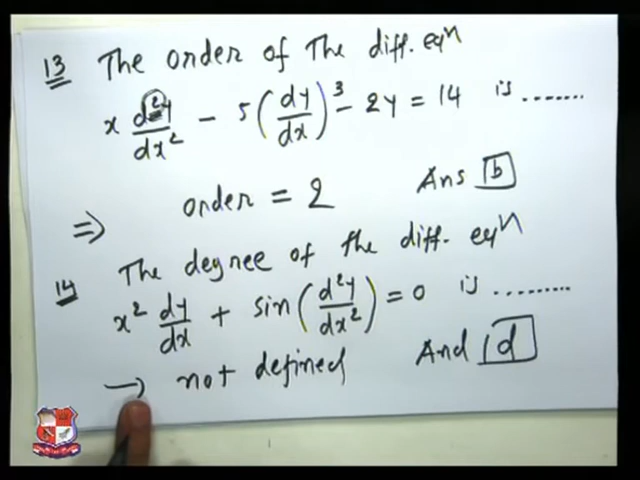 13 The order of The diff. eqⁿ
x d²y/dx² - 5 (dy/dx)³ - 2y = 14 is .......
⇒ order = 2 Ans b
14 The degree of the diff. eqⁿ
x² dy/dx + sin (d²y/dx²) = 0 is .........
→ not defined And d